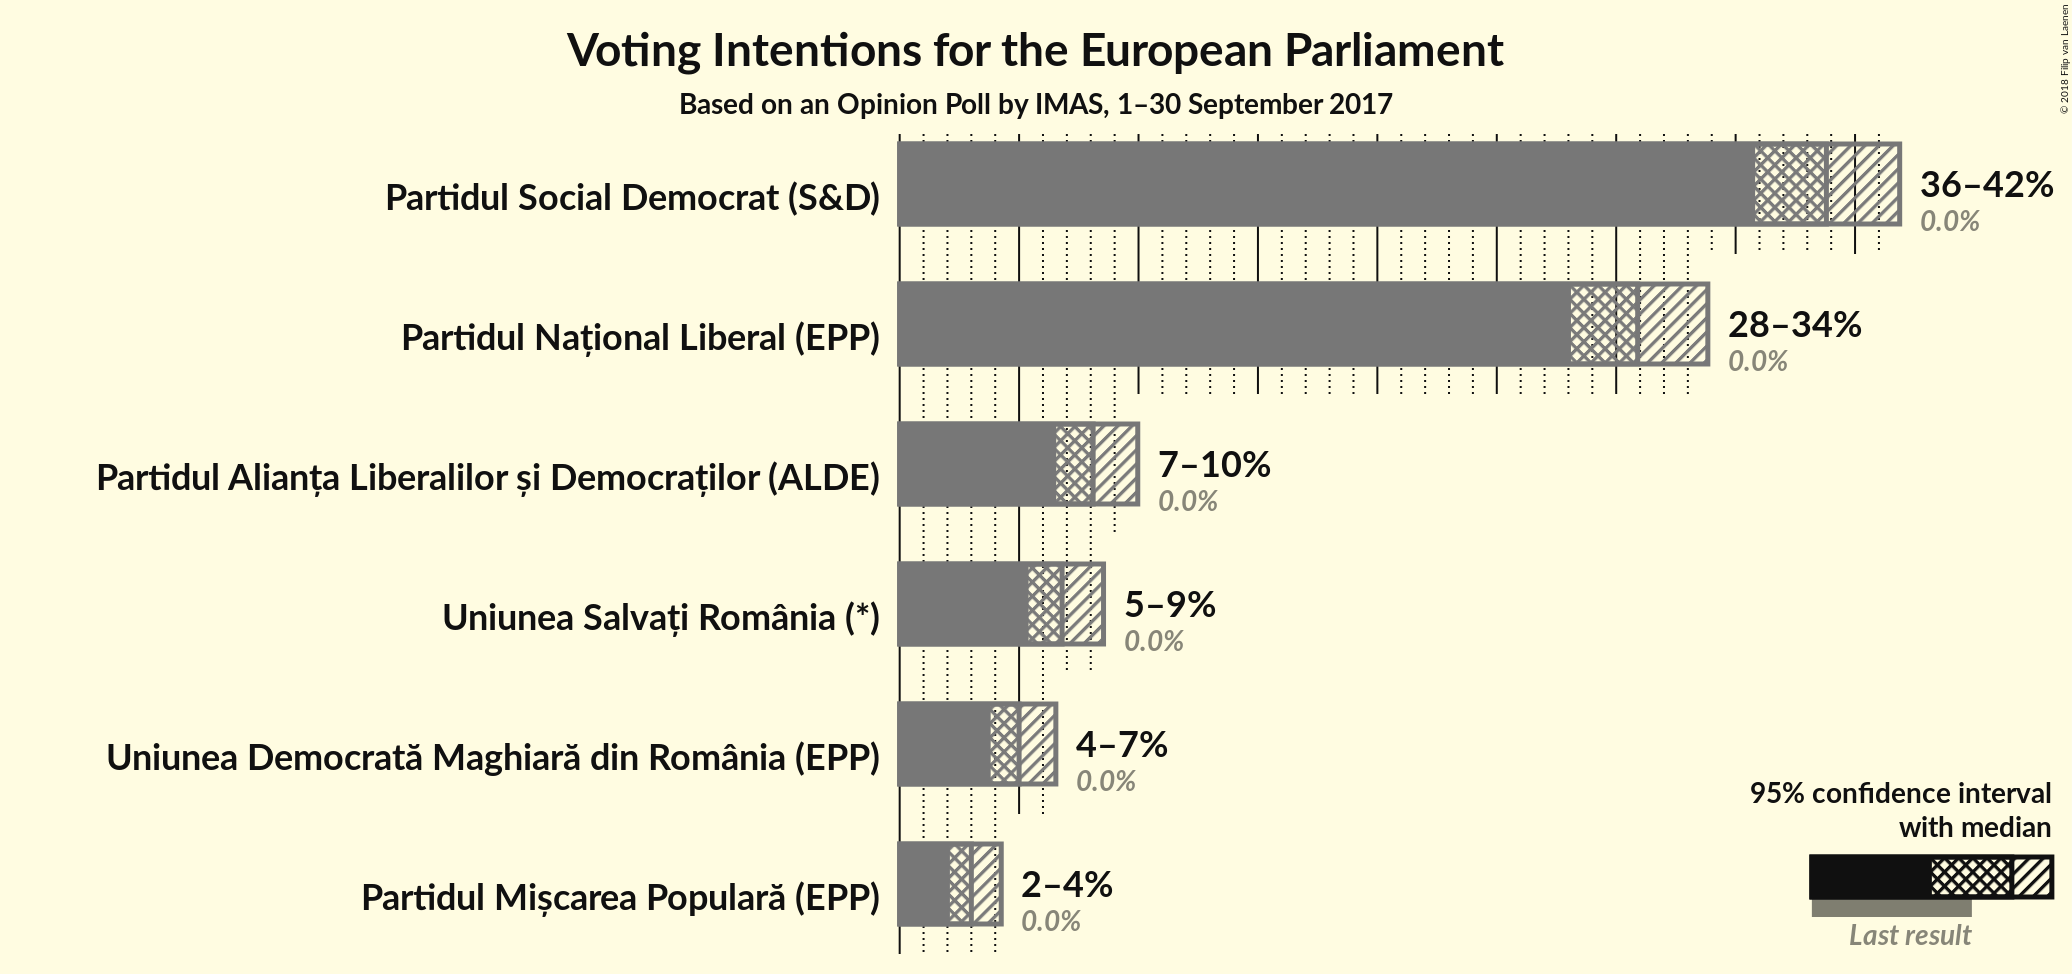 Voting Intentions for the European Parliament
Based on an Opinion Poll by IMAS, 1–30 September 2017
© 2018 Filip van Laenen
Partidul Social Democrat (S&D)
36–42%
0.0%
Partidul Național Liberal (EPP)
28–34%
0.0%
Partidul Alianța Liberalilor și Democraților (ALDE)
7–10%
0.0%
Uniunea Salvați România (*)
5–9%
0.0%
Uniunea Democrată Maghiară din România (EPP)
4–7%
0.0%
Partidul Mișcarea Populară (EPP)
2–4%
0.0%
95% confidence interval
with median
Last result